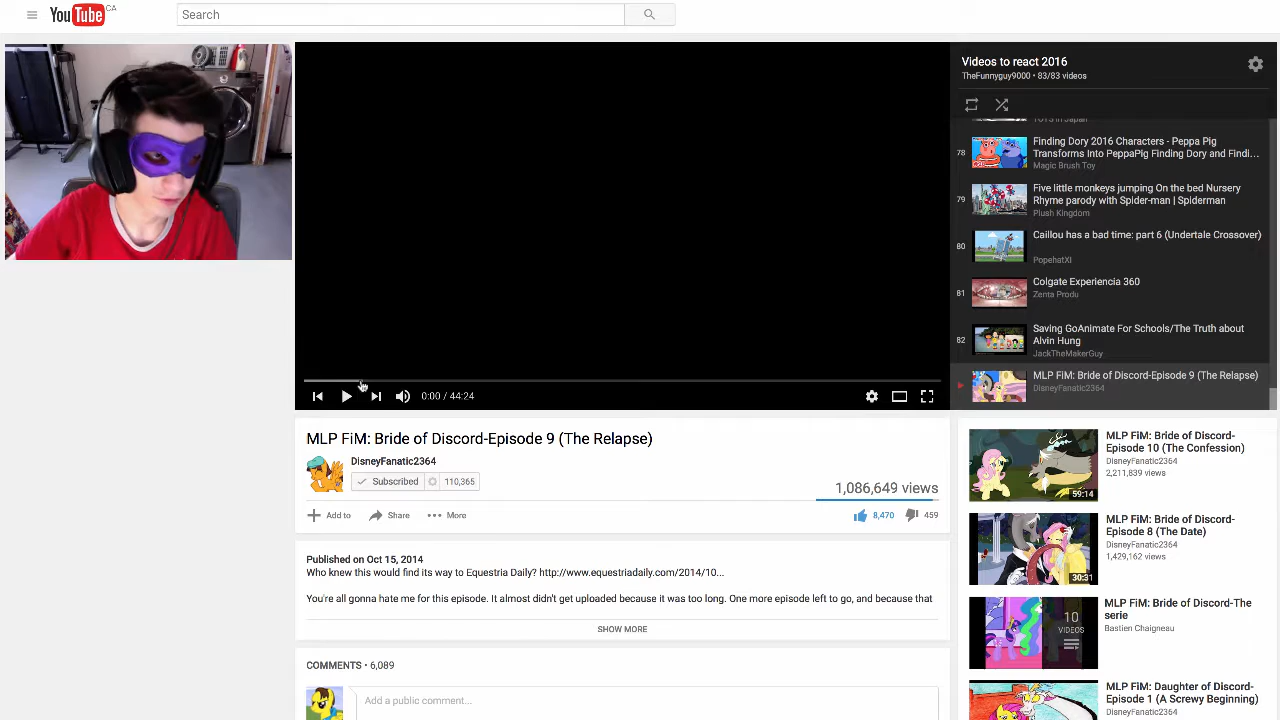 YouTube CA
Search
Videos to react 2016
TheFunnyguy9000 • 83/83 videos
TOYS in Japan
78
Finding Dory 2016 Characters - Peppa Pig
Transforms Into PeppaPig Finding Dory and Findi...
Magic Brush Toy
79
Five little monkeys jumping On the bed Nursery
Rhyme parody with Spider-man | Spiderman
Plush Kingdom
80
Caillou has a bad time: part 6 (Undertale Crossover)
PopehatXI
81
Colgate Experiencia 360
Zenta Produ
82
Saving GoAnimate For Schools/The Truth about
Alvin Hung
JackTheMakerGuy
MLP FiM: Bride of Discord-Episode 9 (The Relapse)
DisneyFanatic2364
0:00 / 44:24
MLP FiM: Bride of Discord-Episode 9 (The Relapse)
DisneyFanatic2364
Subscribed 110,365
1,086,649 views
Add to Share More
8,470 459
Published on Oct 15, 2014
Who knew this would find its way to Equestria Daily? http://www.equestriadaily.com/2014/10...
You're all gonna hate me for this episode. It almost didn't get uploaded because it was too long. One more episode left to go, and because that
SHOW MORE
COMMENTS • 6,089
Add a public comment...
MLP FiM: Bride of Discord-
Episode 10 (The Confession)
DisneyFanatic2364
2,211,839 views
59:14
MLP FiM: Bride of Discord-
Episode 8 (The Date)
DisneyFanatic2364
1,429,162 views
30:31
MLP FiM: Bride of Discord-The
serie
Bastien Chaigneau
10
VIDEOS
MLP FiM: Daughter of Discord-
Episode 1 (A Screwy Beginning)
DisneyFanatic2364